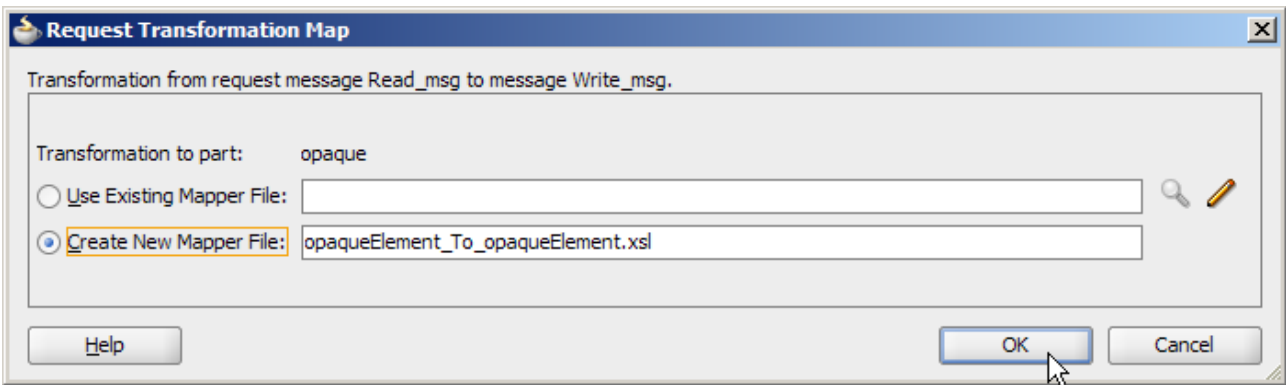 Request Transformation Map
Transformation from request message Read_msg to message Write_msg.
Transformation to part: opaque
Use Existing Mapper File:
Create New Mapper File: opaqueElement_To_opaqueElement.xsl
Help OK Cancel